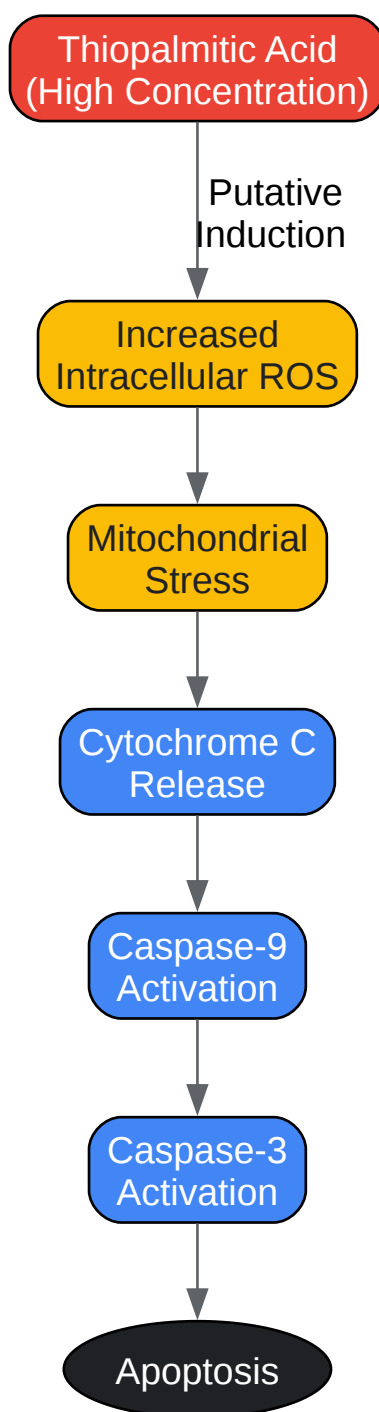 Thiopalmitic Acid
(High Concentration)
Putative
Induction
Increased
Intracellular ROS
Mitochondrial
Stress
Cytochrome C
Release
Caspase-9
Activation
Caspase-3
Activation
Apoptosis